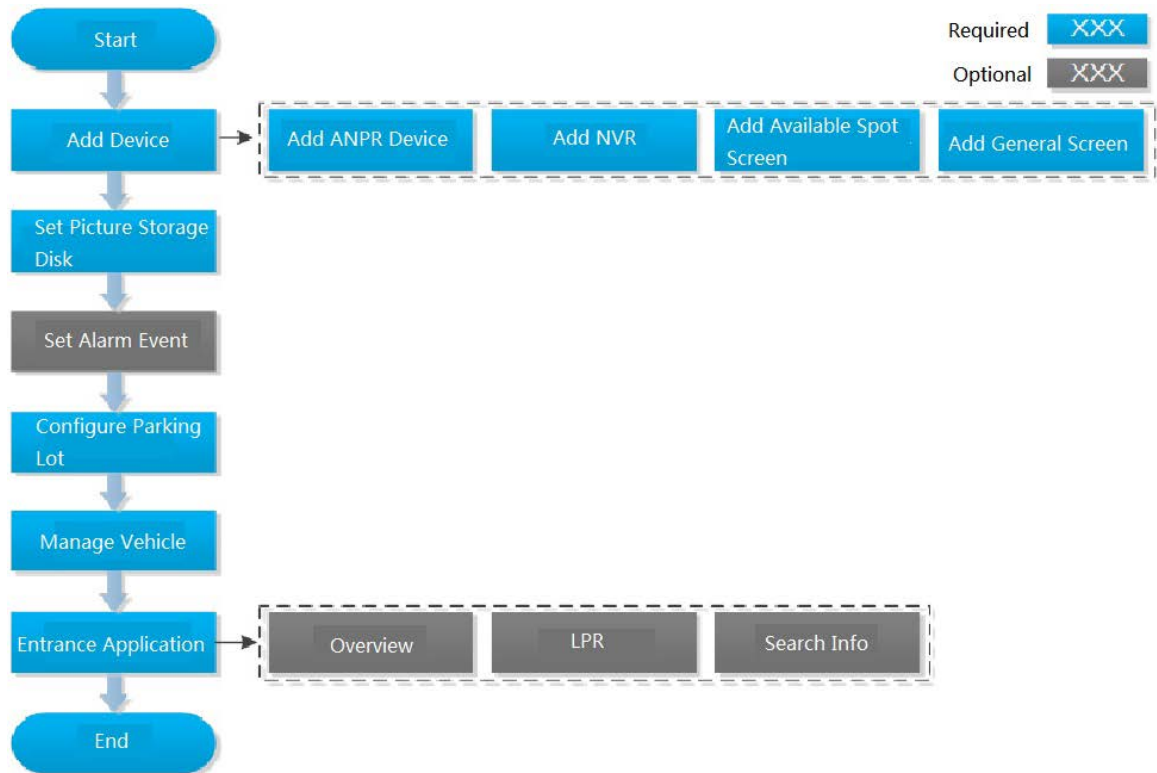 Start
Required XXX
Optional XXX
Add Device
Add ANPR Device
Add NVR
Add Available Spot
Screen
Add General Screen
Set Picture Storage
Disk
Set Alarm Event
Configure Parking
Lot
Manage Vehicle
Entrance Application
Overview
LPR
Search Info
End